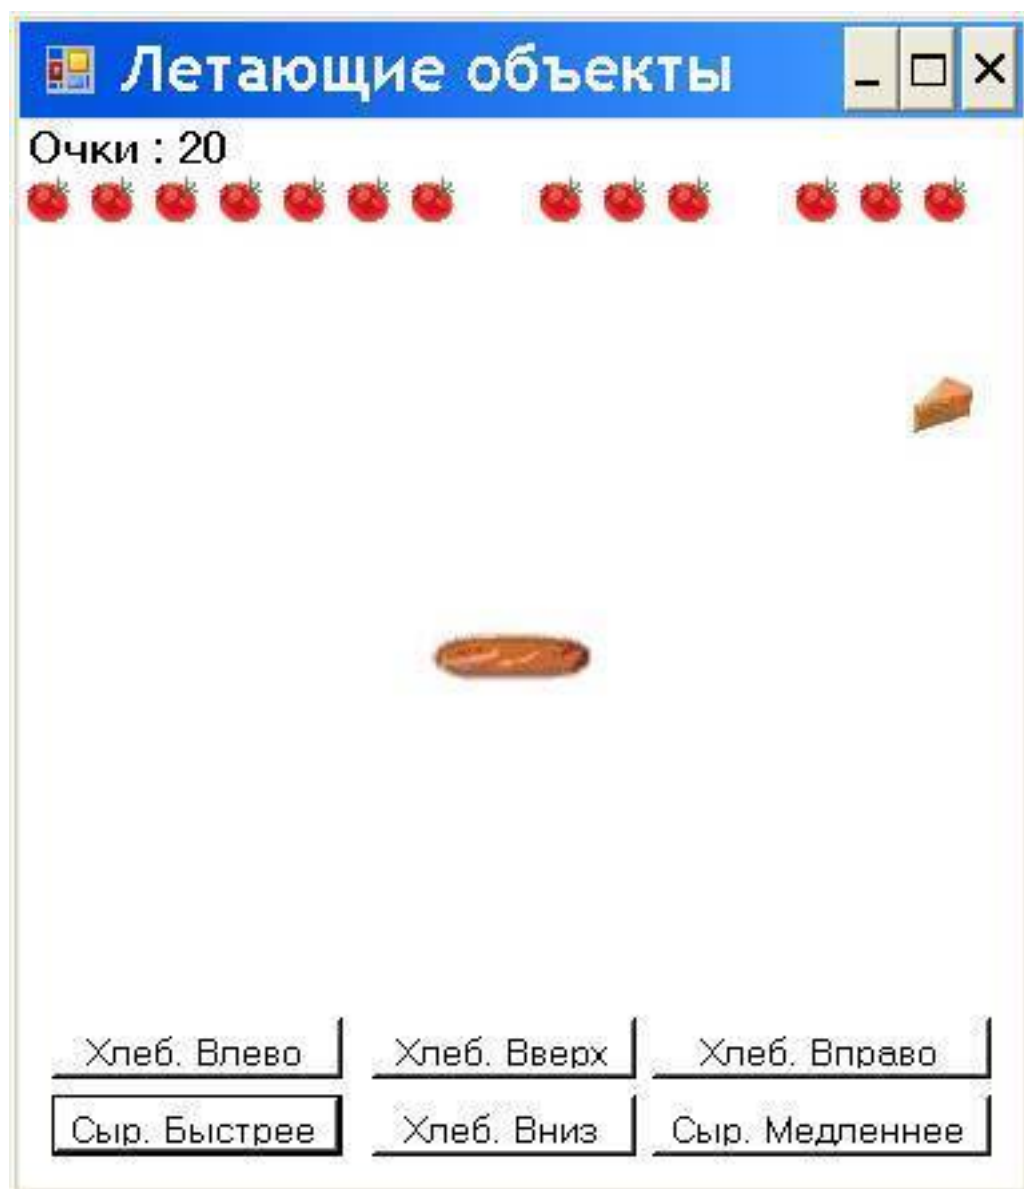 Летающие объекты
Очки : 20
Хлеб. Влево Хлеб. Вверх Хлеб. Вправо
Сыр. Быстрее Хлеб. Вниз Сыр. Медленнее